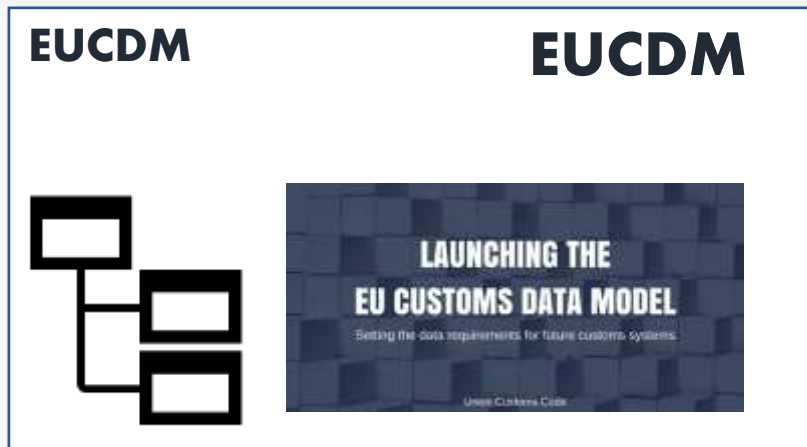 EUCDM
EUCDM
LAUNCHING THE
EU CUSTOMS DATA MODEL
Setting the data requirements for future customs systems
Union Customs Code